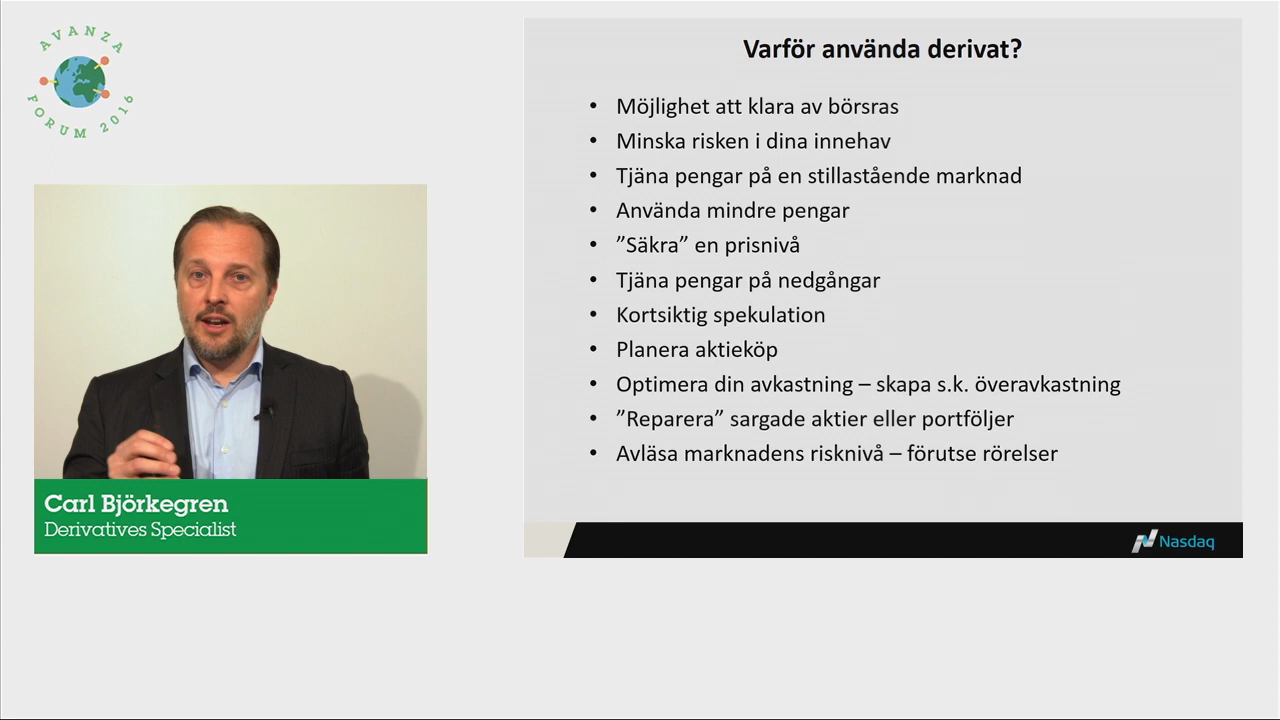 AVANZA
FORUM 2016
Varför använda derivat?
• Möjlighet att klara av börsras
• Minska risken i dina innehav
• Tjäna pengar på en stillastående marknad
• Använda mindre pengar
• ”Säkra” en prisnivå
• Tjäna pengar på nedgångar
• Kortsiktig spekulation
• Planera aktieköp
• Optimera din avkastning – skapa s.k. överavkastning
• ”Reparera” sargade aktier eller portföljer
• Avläsa marknadens risknivå – förutse rörelser
Carl Björkegren
Derivatives Specialist
Nasdaq